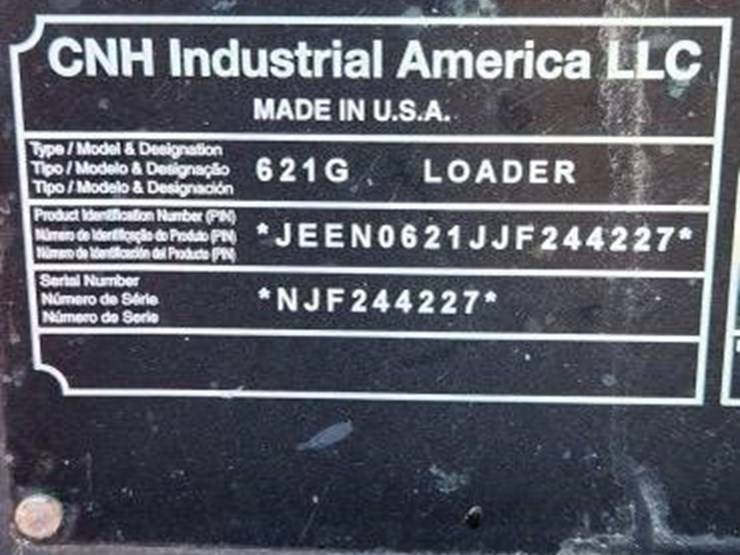 CNH Industrial America LLC
MADE IN U.S.A.
Type / Model & Designation
Tipo / Modelo & Designação
Tipo / Modelo & Designación
621G LOADER
Product Identification Number (PIN)
Número de Identificação do Produto (PIN)
Número de Identificación del Producto (PIN)
*JEEN0621JJF244227*
Serial Number
Número de Série
Número de Serie
*NJF244227*